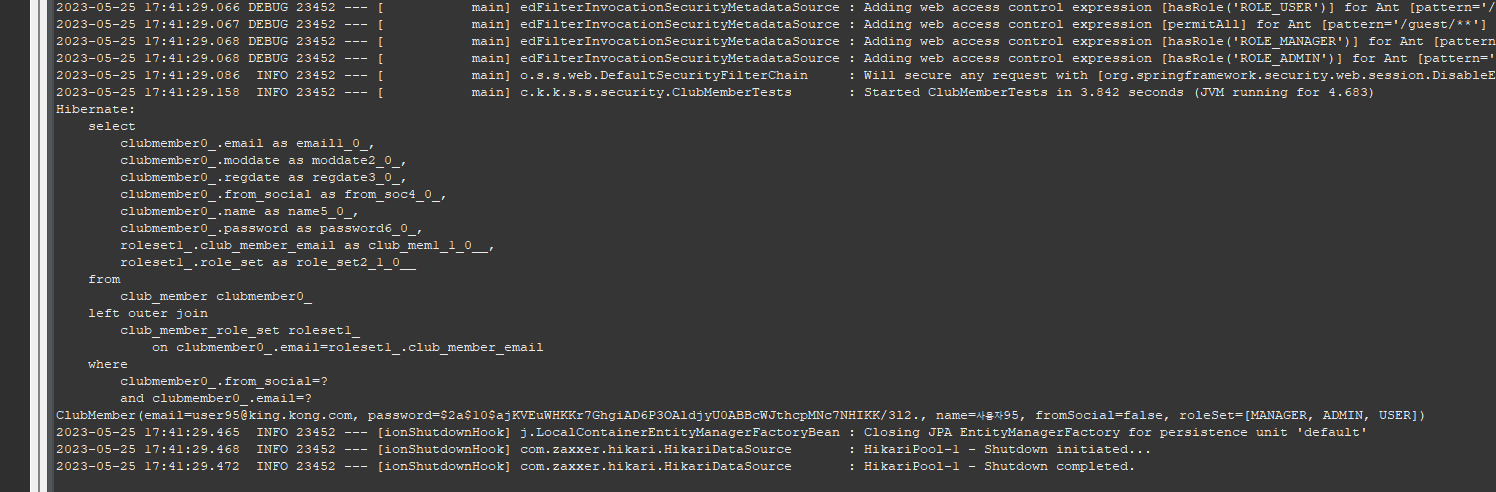 2023-05-25 17:41:29.066 DEBUG 23452 --- [           main] edFilterInvocationSecurityMetadataSource : Adding web access control expression [hasRole('ROLE_USER')] for Ant [pattern='/
2023-05-25 17:41:29.067 DEBUG 23452 --- [           main] edFilterInvocationSecurityMetadataSource : Adding web access control expression [permitAll] for Ant [pattern='/guest/**']
2023-05-25 17:41:29.068 DEBUG 23452 --- [           main] edFilterInvocationSecurityMetadataSource : Adding web access control expression [hasRole('ROLE_MANAGER')] for Ant [pattern
2023-05-25 17:41:29.068 DEBUG 23452 --- [           main] edFilterInvocationSecurityMetadataSource : Adding web access control expression [hasRole('ROLE_ADMIN')] for Ant [pattern='
2023-05-25 17:41:29.086  INFO 23452 --- [           main] o.s.s.web.DefaultSecurityFilterChain     : Will secure any request with [org.springframework.security.web.session.DisableE
2023-05-25 17:41:29.158  INFO 23452 --- [           main] c.k.k.s.s.security.ClubMemberTests       : Started ClubMemberTests in 3.842 seconds (JVM running for 4.683)
Hibernate:
    select
        clubmember0_.email as email1_0_,
        clubmember0_.moddate as moddate2_0_,
        clubmember0_.regdate as regdate3_0_,
        clubmember0_.from_social as from_soc4_0_,
        clubmember0_.name as name5_0_,
        clubmember0_.password as password6_0_,
        roleset1_.club_member_email as club_mem1_1_0__,
        roleset1_.role_set as role_set2_1_0__
    from
        club_member clubmember0_
    left outer join
        club_member_role_set roleset1_
            on clubmember0_.email=roleset1_.club_member_email
    where
        clubmember0_.from_social=?
        and clubmember0_.email=?
ClubMember(email=user95@king.kong.com, password=$2a$10$ajKVEuWHKKr7GhgiAD6P3OAldjyU0ABBcWJthcpMNc7NHIKK/3l2., name=사용자95, fromSocial=false, roleSet=[MANAGER, ADMIN, USER])
2023-05-25 17:41:29.465  INFO 23452 --- [ionShutdownHook] j.LocalContainerEntityManagerFactoryBean : Closing JPA EntityManagerFactory for persistence unit 'default'
2023-05-25 17:41:29.468  INFO 23452 --- [ionShutdownHook] com.zaxxer.hikari.HikariDataSource       : HikariPool-1 - Shutdown initiated...
2023-05-25 17:41:29.472  INFO 23452 --- [ionShutdownHook] com.zaxxer.hikari.HikariDataSource       : HikariPool-1 - Shutdown completed.